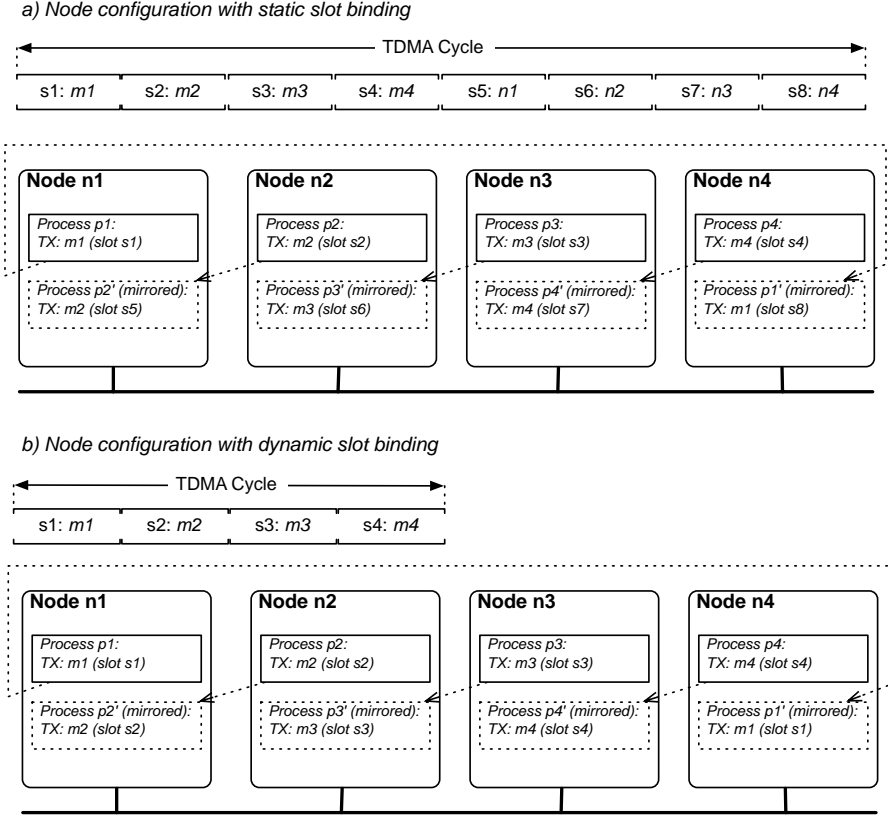 a) Node configuration with static slot binding
TDMA Cycle
s1: m1 s2: m2 s3: m3 s4: m4 s5: n1 s6: n2 s7: n3 s8: n4
Node n1
Process p1:
TX: m1 (slot s1)
Process p2' (mirrored):
TX: m2 (slot s5)
Node n2
Process p2:
TX: m2 (slot s2)
Process p3' (mirrored):
TX: m3 (slot s6)
Node n3
Process p3:
TX: m3 (slot s3)
Process p4' (mirrored):
TX: m4 (slot s7)
Node n4
Process p4:
TX: m4 (slot s4)
Process p1' (mirrored):
TX: m1 (slot s8)
b) Node configuration with dynamic slot binding
TDMA Cycle
s1: m1 s2: m2 s3: m3 s4: m4
Node n1
Process p1:
TX: m1 (slot s1)
Process p2' (mirrored):
TX: m2 (slot s2)
Node n2
Process p2:
TX: m2 (slot s2)
Process p3' (mirrored):
TX: m3 (slot s3)
Node n3
Process p3:
TX: m3 (slot s3)
Process p4' (mirrored):
TX: m4 (slot s4)
Node n4
Process p4:
TX: m4 (slot s4)
Process p1' (mirrored):
TX: m1 (slot s1)